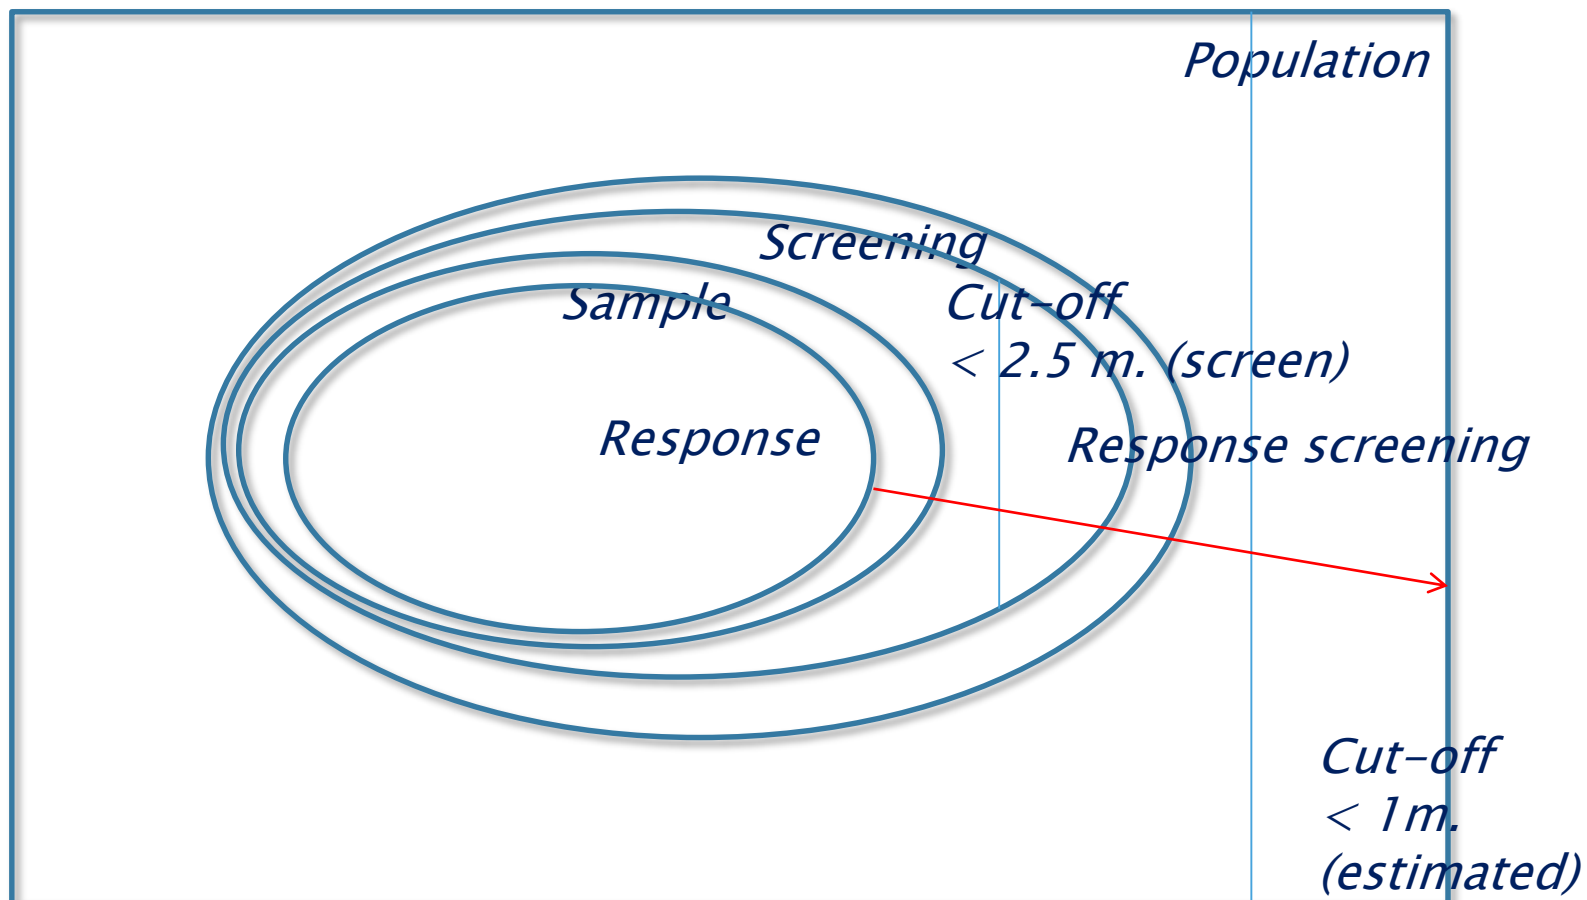 Population
Screening
Sample
Cut-off
< 2.5 m. (screen)
Response
Response screening
Cut-off
< 1m.
(estimated)